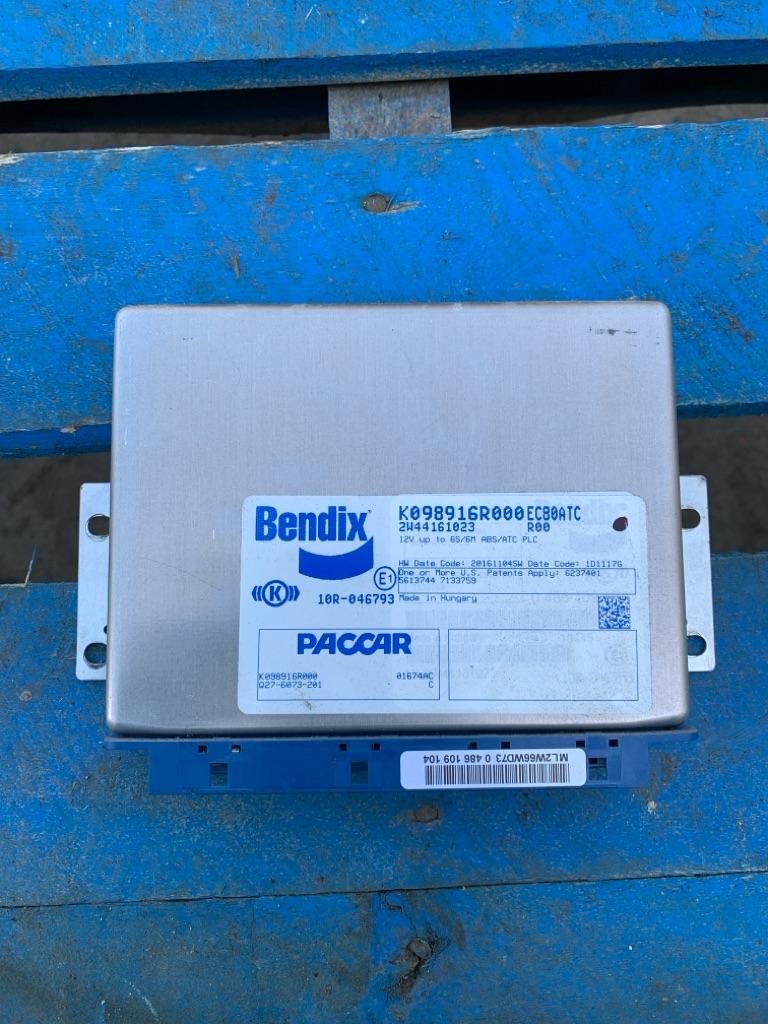 Bendix
K098916R000 EC80ATC
2W44161023 R00
12V up to 6S/6M ABS/ATC PLC
HW Date Code: 20161104SW Date Code: 1D1117G
One or More U.S. Patents Apply: 6237401
5613744 7133759
E1
K
10R-046793 Made in Hungary
PACCAR
K098916R000 01674AC
Q27-6073-201 C
ML2W66WD73 0 486 109 104